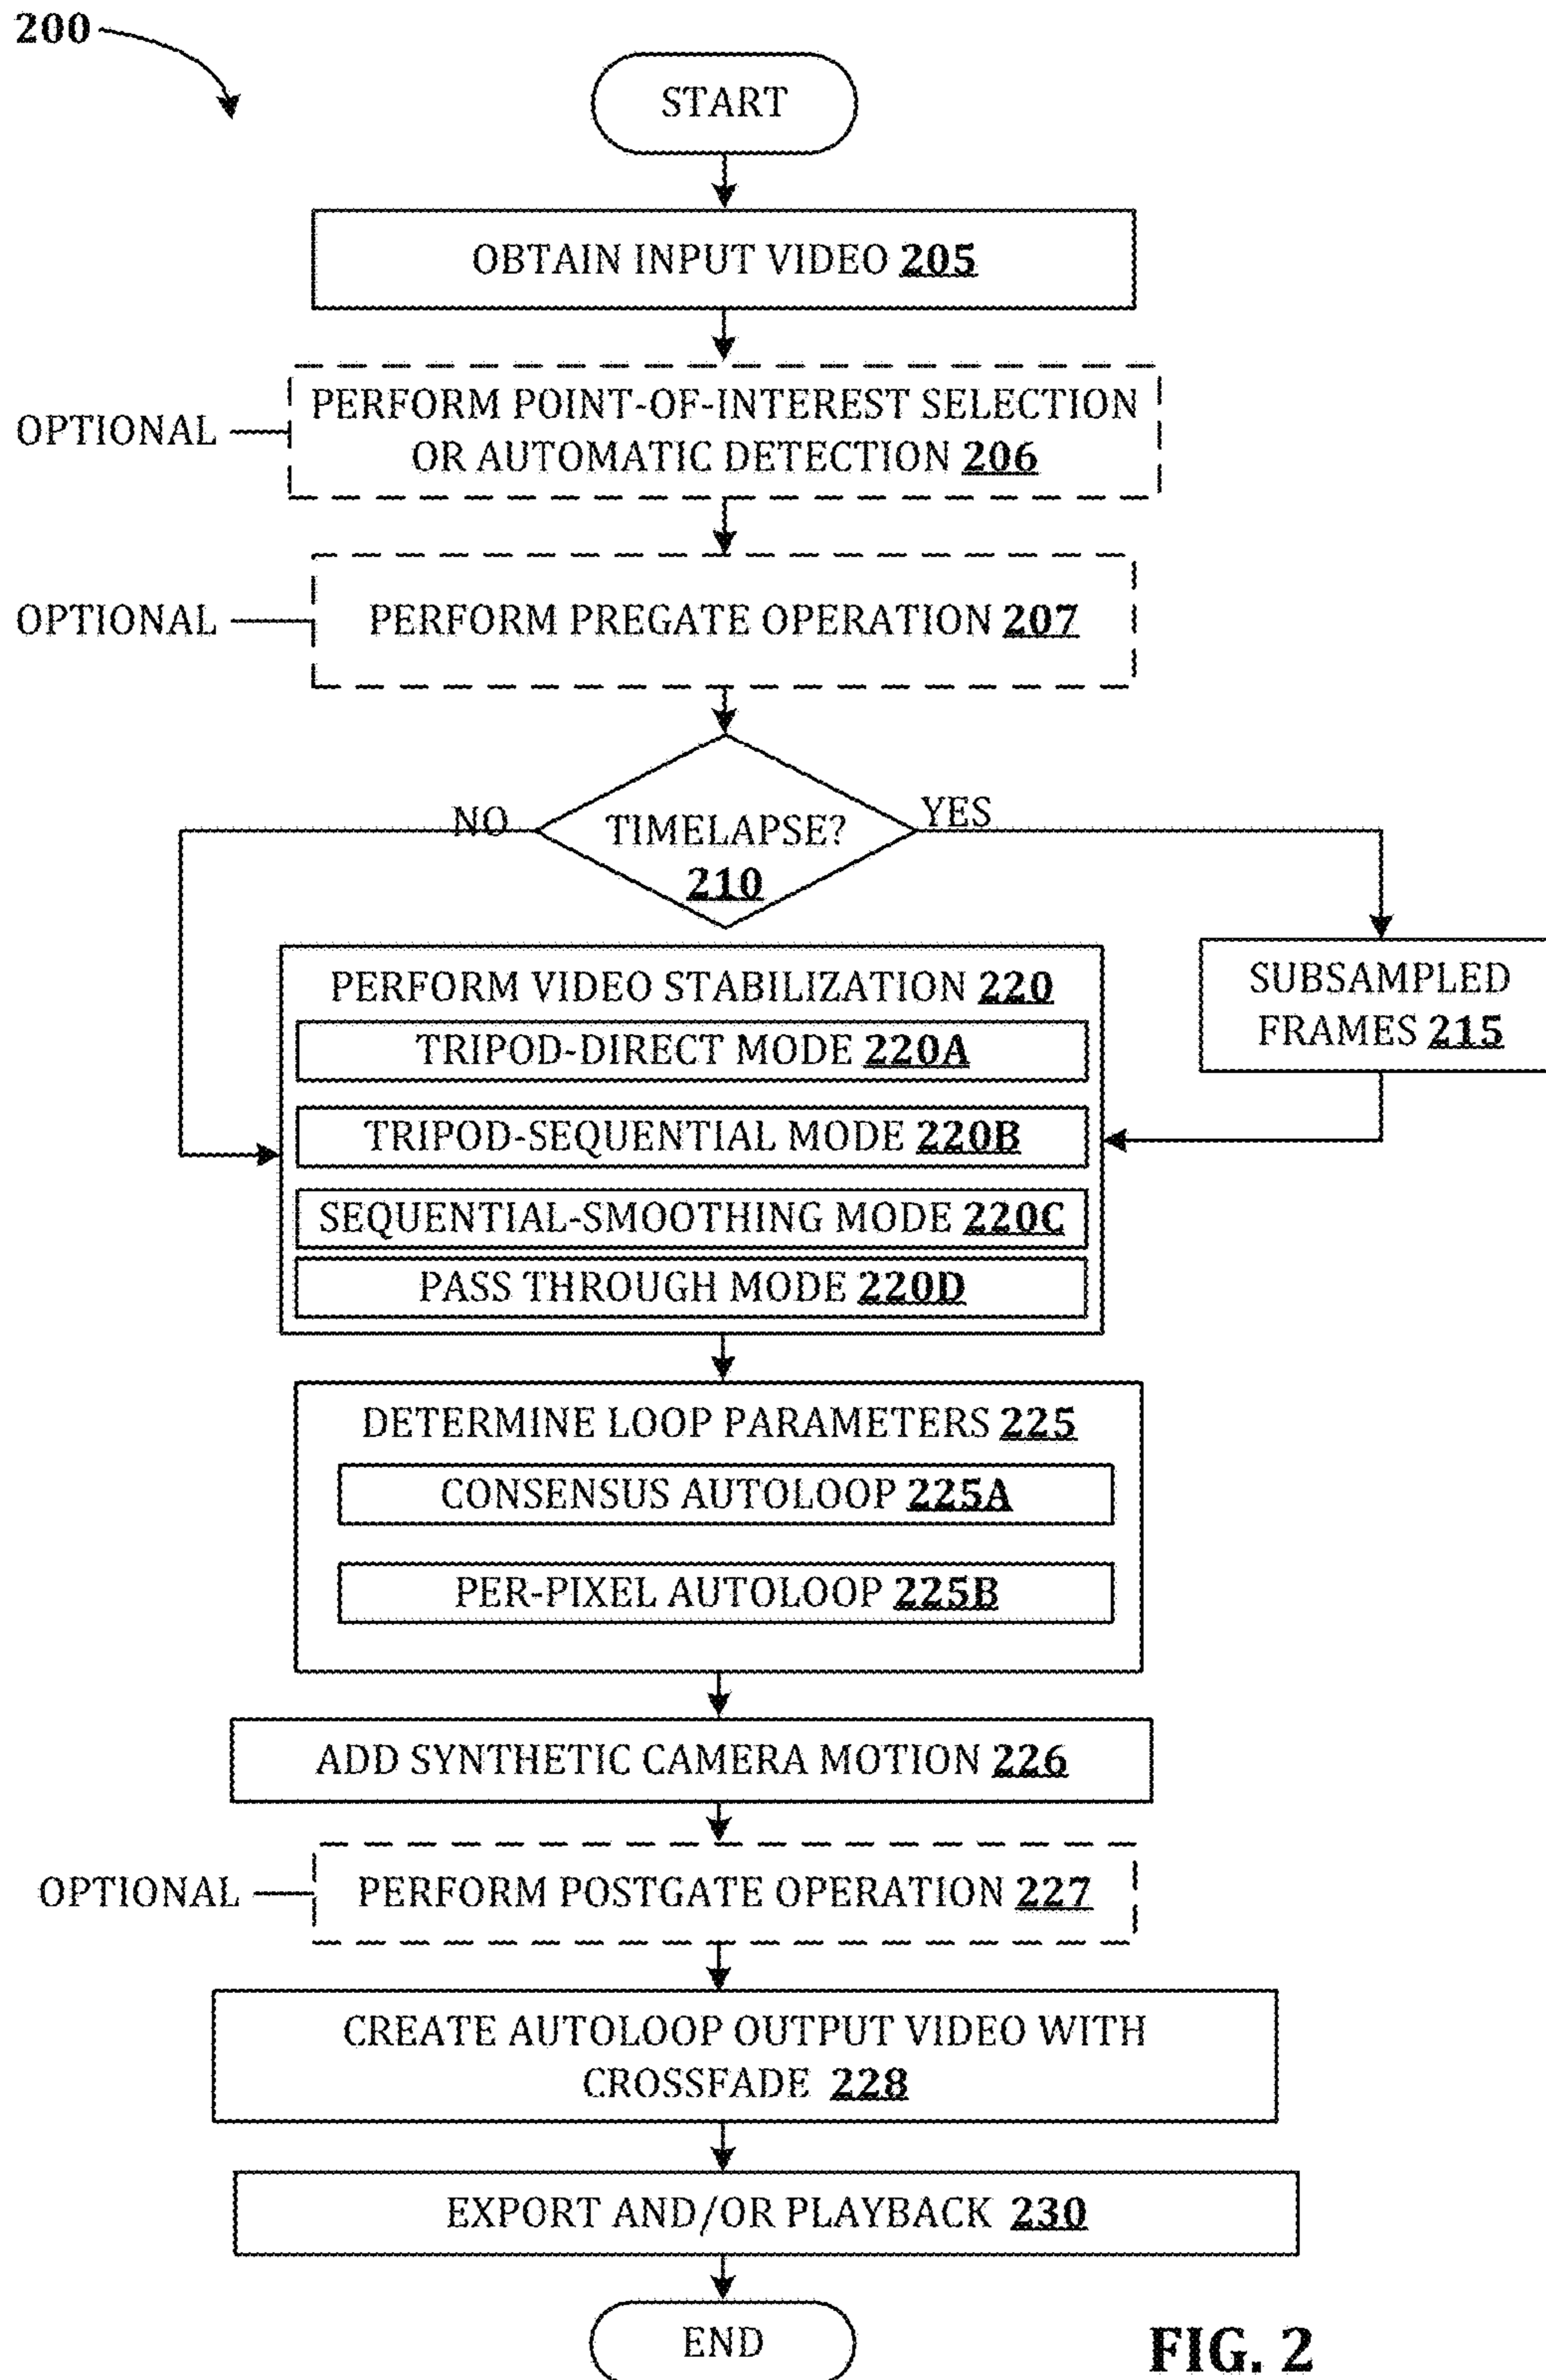 200
START
OBTAIN INPUT VIDEO 205
OPTIONAL
PERFORM POINT-OF-INTEREST SELECTION
OR AUTOMATIC DETECTION 206
OPTIONAL
PERFORM PREGATE OPERATION 207
NO
YES
TIMELAPSE?
210
SUBSAMPLED
FRAMES 215
PERFORM VIDEO STABILIZATION 220
TRIPOD-DIRECT MODE 220A
TRIPOD-SEQUENTIAL MODE 220B
SEQUENTIAL-SMOOTHING MODE 220C
PASS THROUGH MODE 220D
DETERMINE LOOP PARAMETERS 225
CONSENSUS AUTOLOOP 225A
PER-PIXEL AUTOLOOP 225B
ADD SYNTHETIC CAMERA MOTION 226
OPTIONAL
PERFORM POSTGATE OPERATION 227
CREATE AUTOLOOP OUTPUT VIDEO WITH
CROSSFADE 228
EXPORT AND/OR PLAYBACK 230
END
FIG. 2